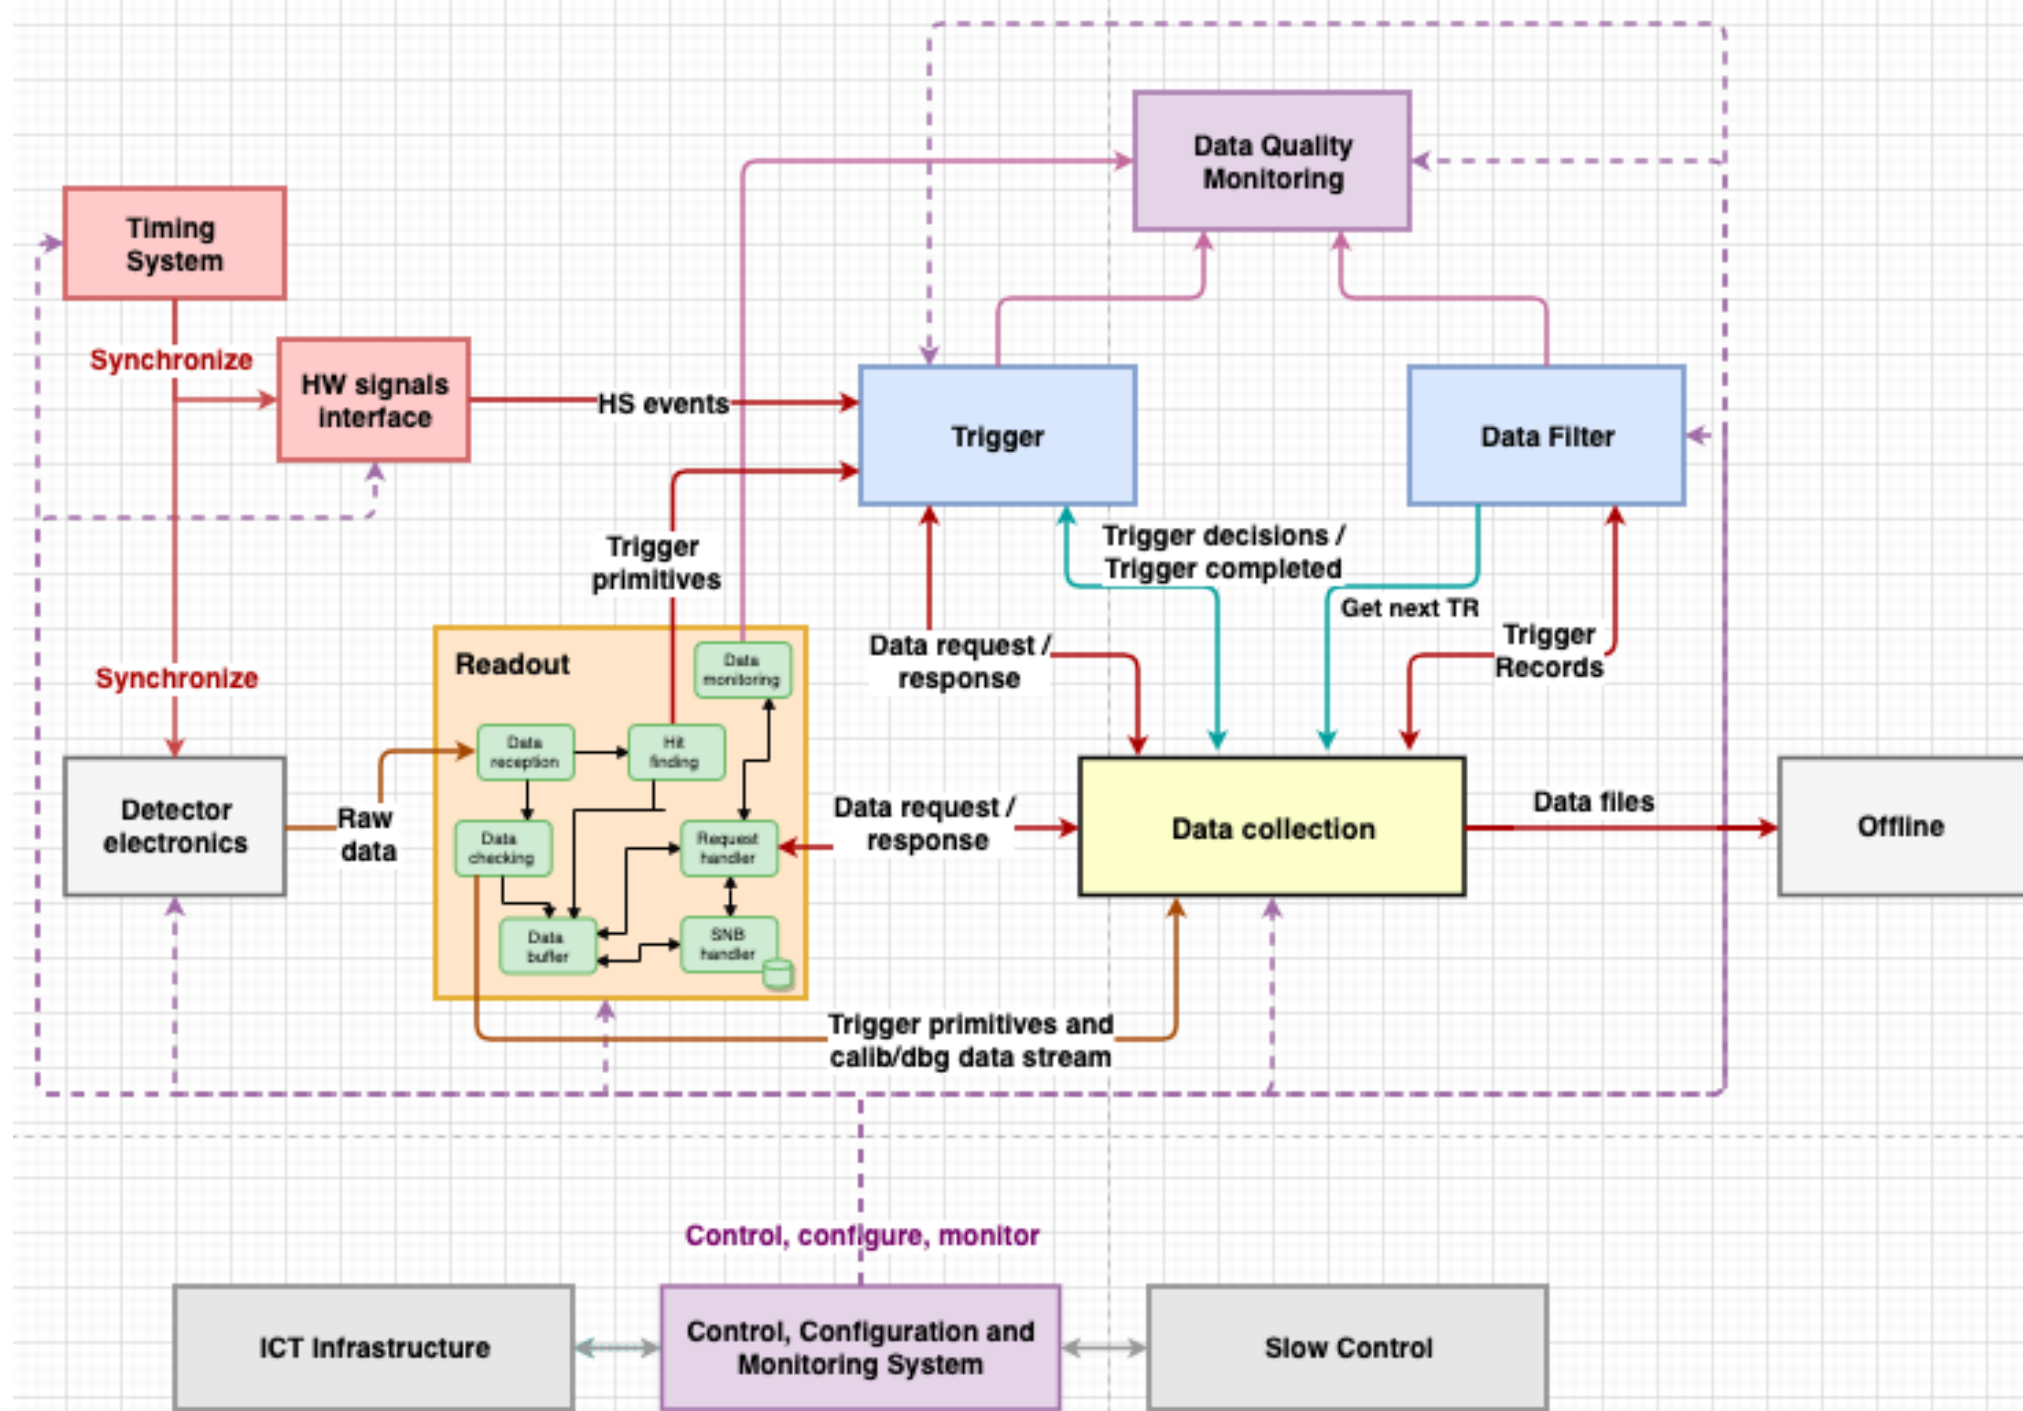 Data Quality
Monitoring
Timing
System
Synchronize
HW signals
interface
HS events
Trigger
Data Filter
Trigger
primitives
Trigger decisions /
Trigger completed
Get next TR
Data request /
response
Trigger
Records
Synchronize
Readout
Data
monitoring
Data
reception
Hit
finding
Detector
electronics
Raw
data
Data
checking
Request
handler
Data request /
response
Data collection
Data files
Offline
Data
buffer
SNB
handler
Trigger primitives and
calib/dbg data stream
Control, configure, monitor
ICT Infrastructure
Control, Configuration and
Monitoring System
Slow Control